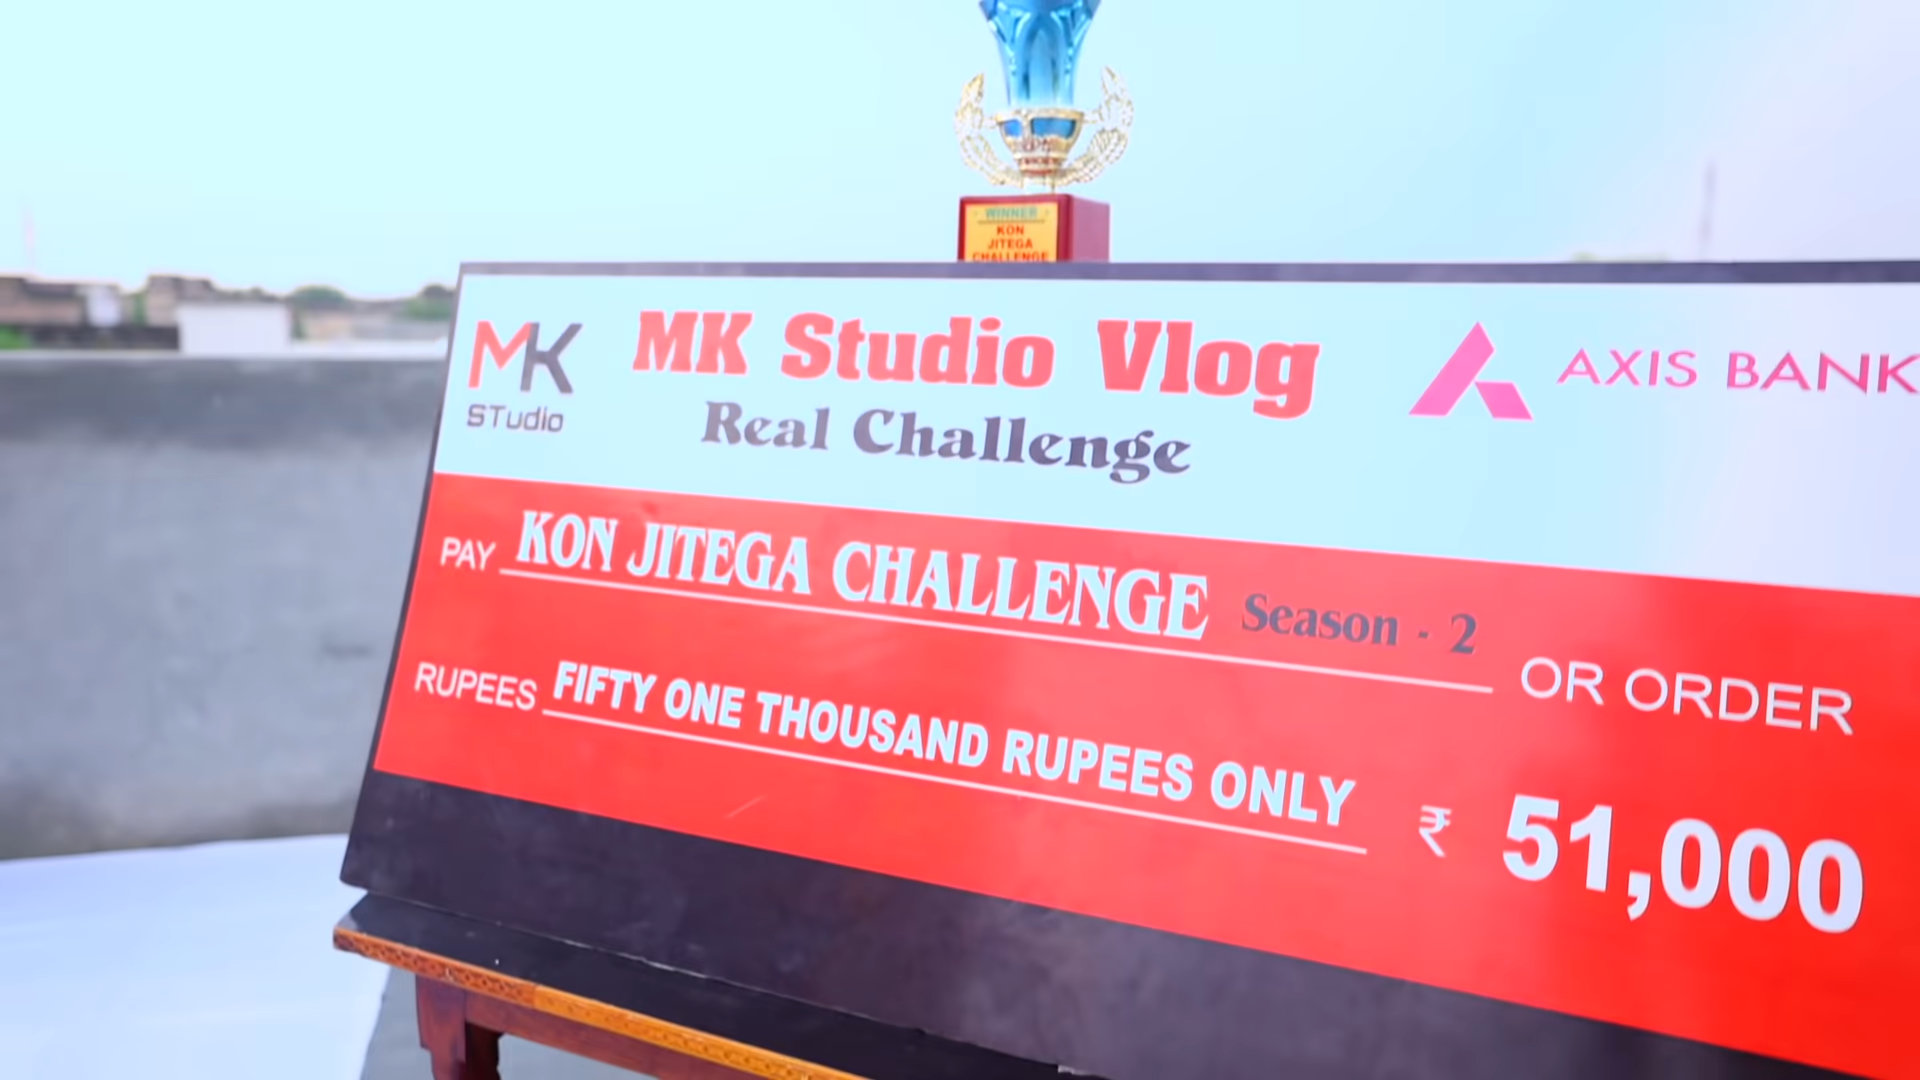 WINNER
KON
JITEGA
CHALLENGE
MK
STudio
MK Studio Vlog
Real Challenge
AXIS BANK
PAY KON JITEGA CHALLENGE Season - 2 OR ORDER
RUPEES FIFTY ONE THOUSAND RUPEES ONLY ₹ 51,000